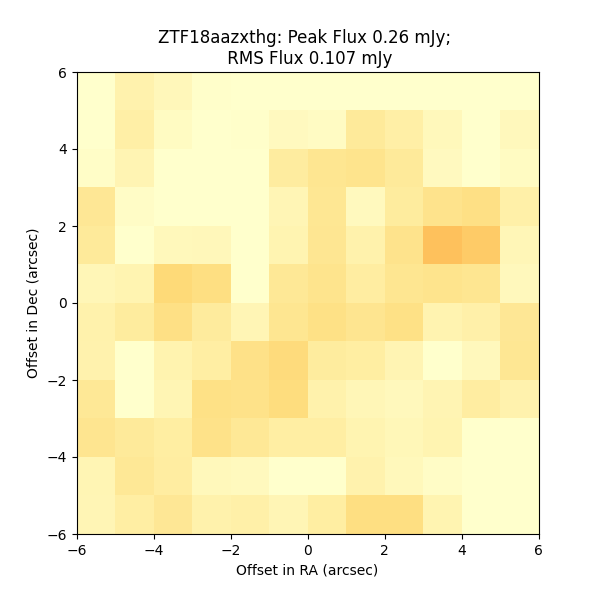 ZTF18aazxthg: Peak Flux 0.26 mJy;
RMS Flux 0.107 mJy
6
4
2
0
−2
−4
−6
Offset in Dec (arcsec)
−6 −4 −2 0 2 4 6
Offset in RA (arcsec)